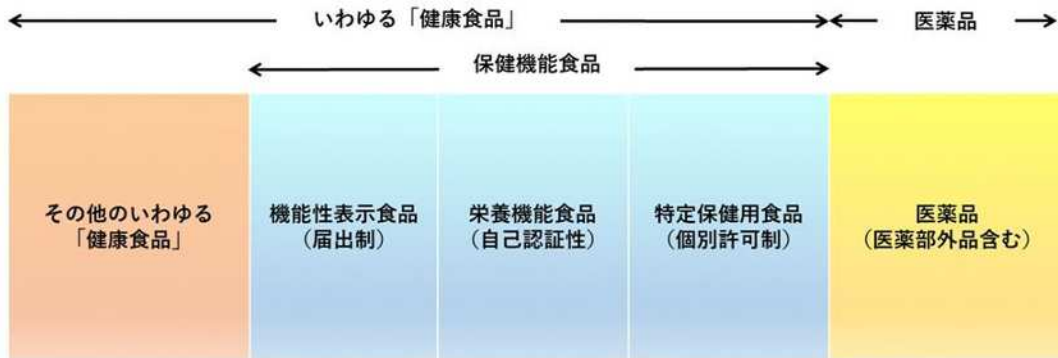 いわゆる「健康食品」
医薬品
保健機能食品
その他のいわゆる
「健康食品」
機能性表示食品
（届出制）
栄養機能食品
（自己認証性）
特定保健用食品
（個別許可制）
医薬品
（医薬部外品含む）